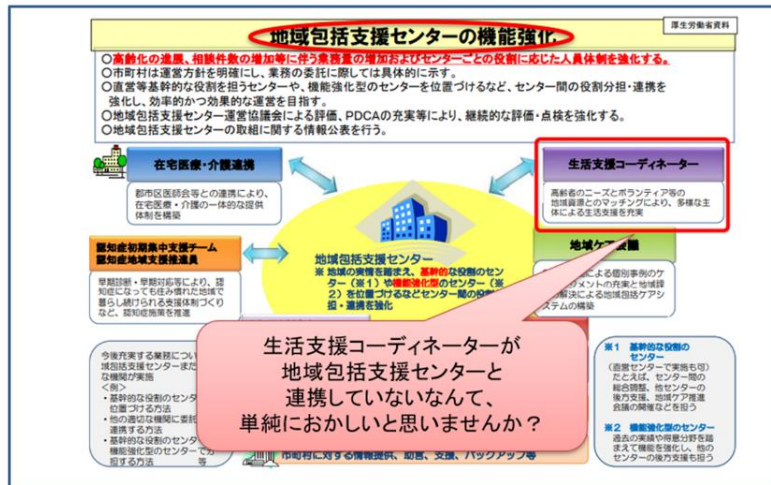 厚生労働省資料
地域包括支援センターの機能強化
○高齢化の進展、相談件数の増加等に伴う業務量の増加およびセンターごとの役割に応じた人員体制を強化する。
○市町村は運営方針を明確にし、業務の委託に際しては具体的に示す。
○直営等基幹的な役割を担うセンターや、機能強化型のセンターを位置づけるなど、センター間の役割分担・連携を
強化し、効率的かつ効果的な運営を目指す。
○地域包括支援センター運営協議会による評価、PDCAの充実等により、継続的な評価・点検を強化する。
○地域包括支援センターの取組に関する情報公表を行う。
在宅医療・介護連携
郡市区医師会等との連携により、
在宅医療・介護の一体的な提供
体制を構築
生活支援コーディネーター
高齢者のニーズとボランティア等の
地域資源とのマッチングにより、多様な主
体による生活支援を充実
認知症初期集中支援チーム
認知症地域支援推進員
早期診断・早期対応等により、認
知症になっても住み慣れた地域で
暮らし続けられる支援体制づくり
など、認知症施策を推進
地域包括支援センター
※ 地域の実情を踏まえ、基幹的な役割のセン
ター(※1)や機能強化型のセンター(※
2)を位置づけるなどセンター間の役割
担・連携を強化
地域ケア会議
による個別事例のケ
メントの充実と地域課
の解決による地域包括ケアシ
ステムの構築
生活支援コーディネーターが
地域包括支援センターと
連携していないなんて、
単純におかしいと思いませんか?
今後充実する業務につい
域包括支援センターまた
な機関が実施
<例>
・基幹的な役割のセン
位置づける方法
・他の適切な機関に委託
連携する方法
・基幹的な役割のセンター
機能強化型のセンターで分
担する方法 等
市町村に対する情報提供、助言、支援、バックアップ等
※1 基幹的な役割の
センター
(直営センターで実施も可)
たとえば、センター間の
総合調整、他センターの
後方支援、地域ケア推進
会議の開催などを担う
※2 機能強化型のセンター
過去の実績や得意分野を踏
まえて機能を強化し、他の
センターの後方支援も担う